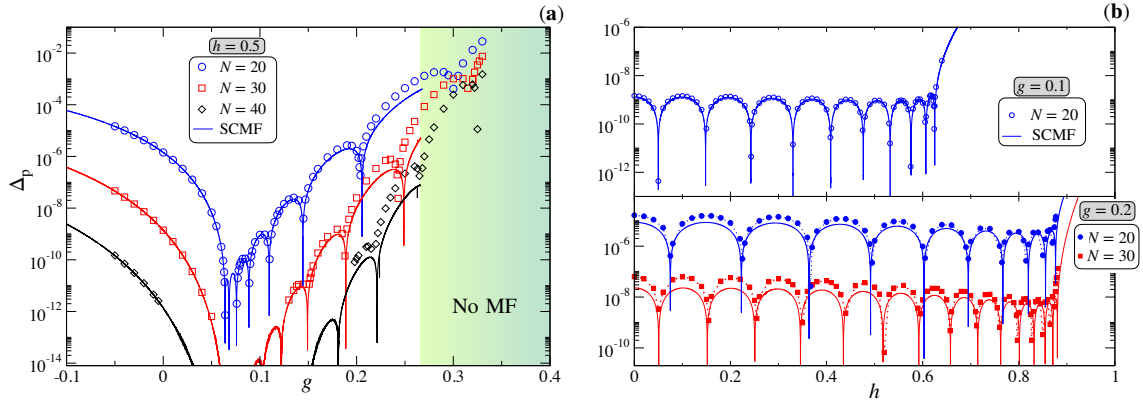 (a)
h = 0.5
N = 20
N = 30
N = 40
SCMF
No MF
10^-2
10^-4
10^-6
10^-8
10^-10
10^-12
10^-14
Δp
-0.1 0 0.1 0.2 0.3 0.4
g
(b)
10^-6
10^-8
10^-10
10^-12
g = 0.1
N = 20
SCMF
g = 0.2
N = 20
N = 30
10^-6
10^-8
10^-10
0 0.2 0.4 0.6 0.8 1
h